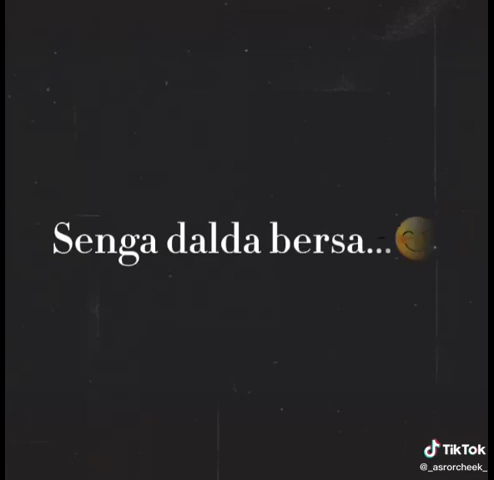 Senga dalda bersa...😊
TikTok
@_asrorcheek_